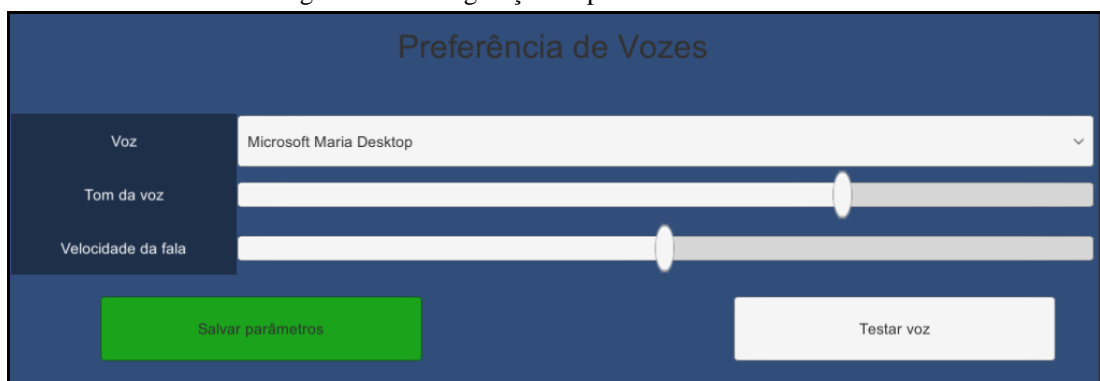 Preferência de Vozes
Voz
Microsoft Maria Desktop
Tom da voz
Velocidade da fala
Salvar parâmetros
Testar voz